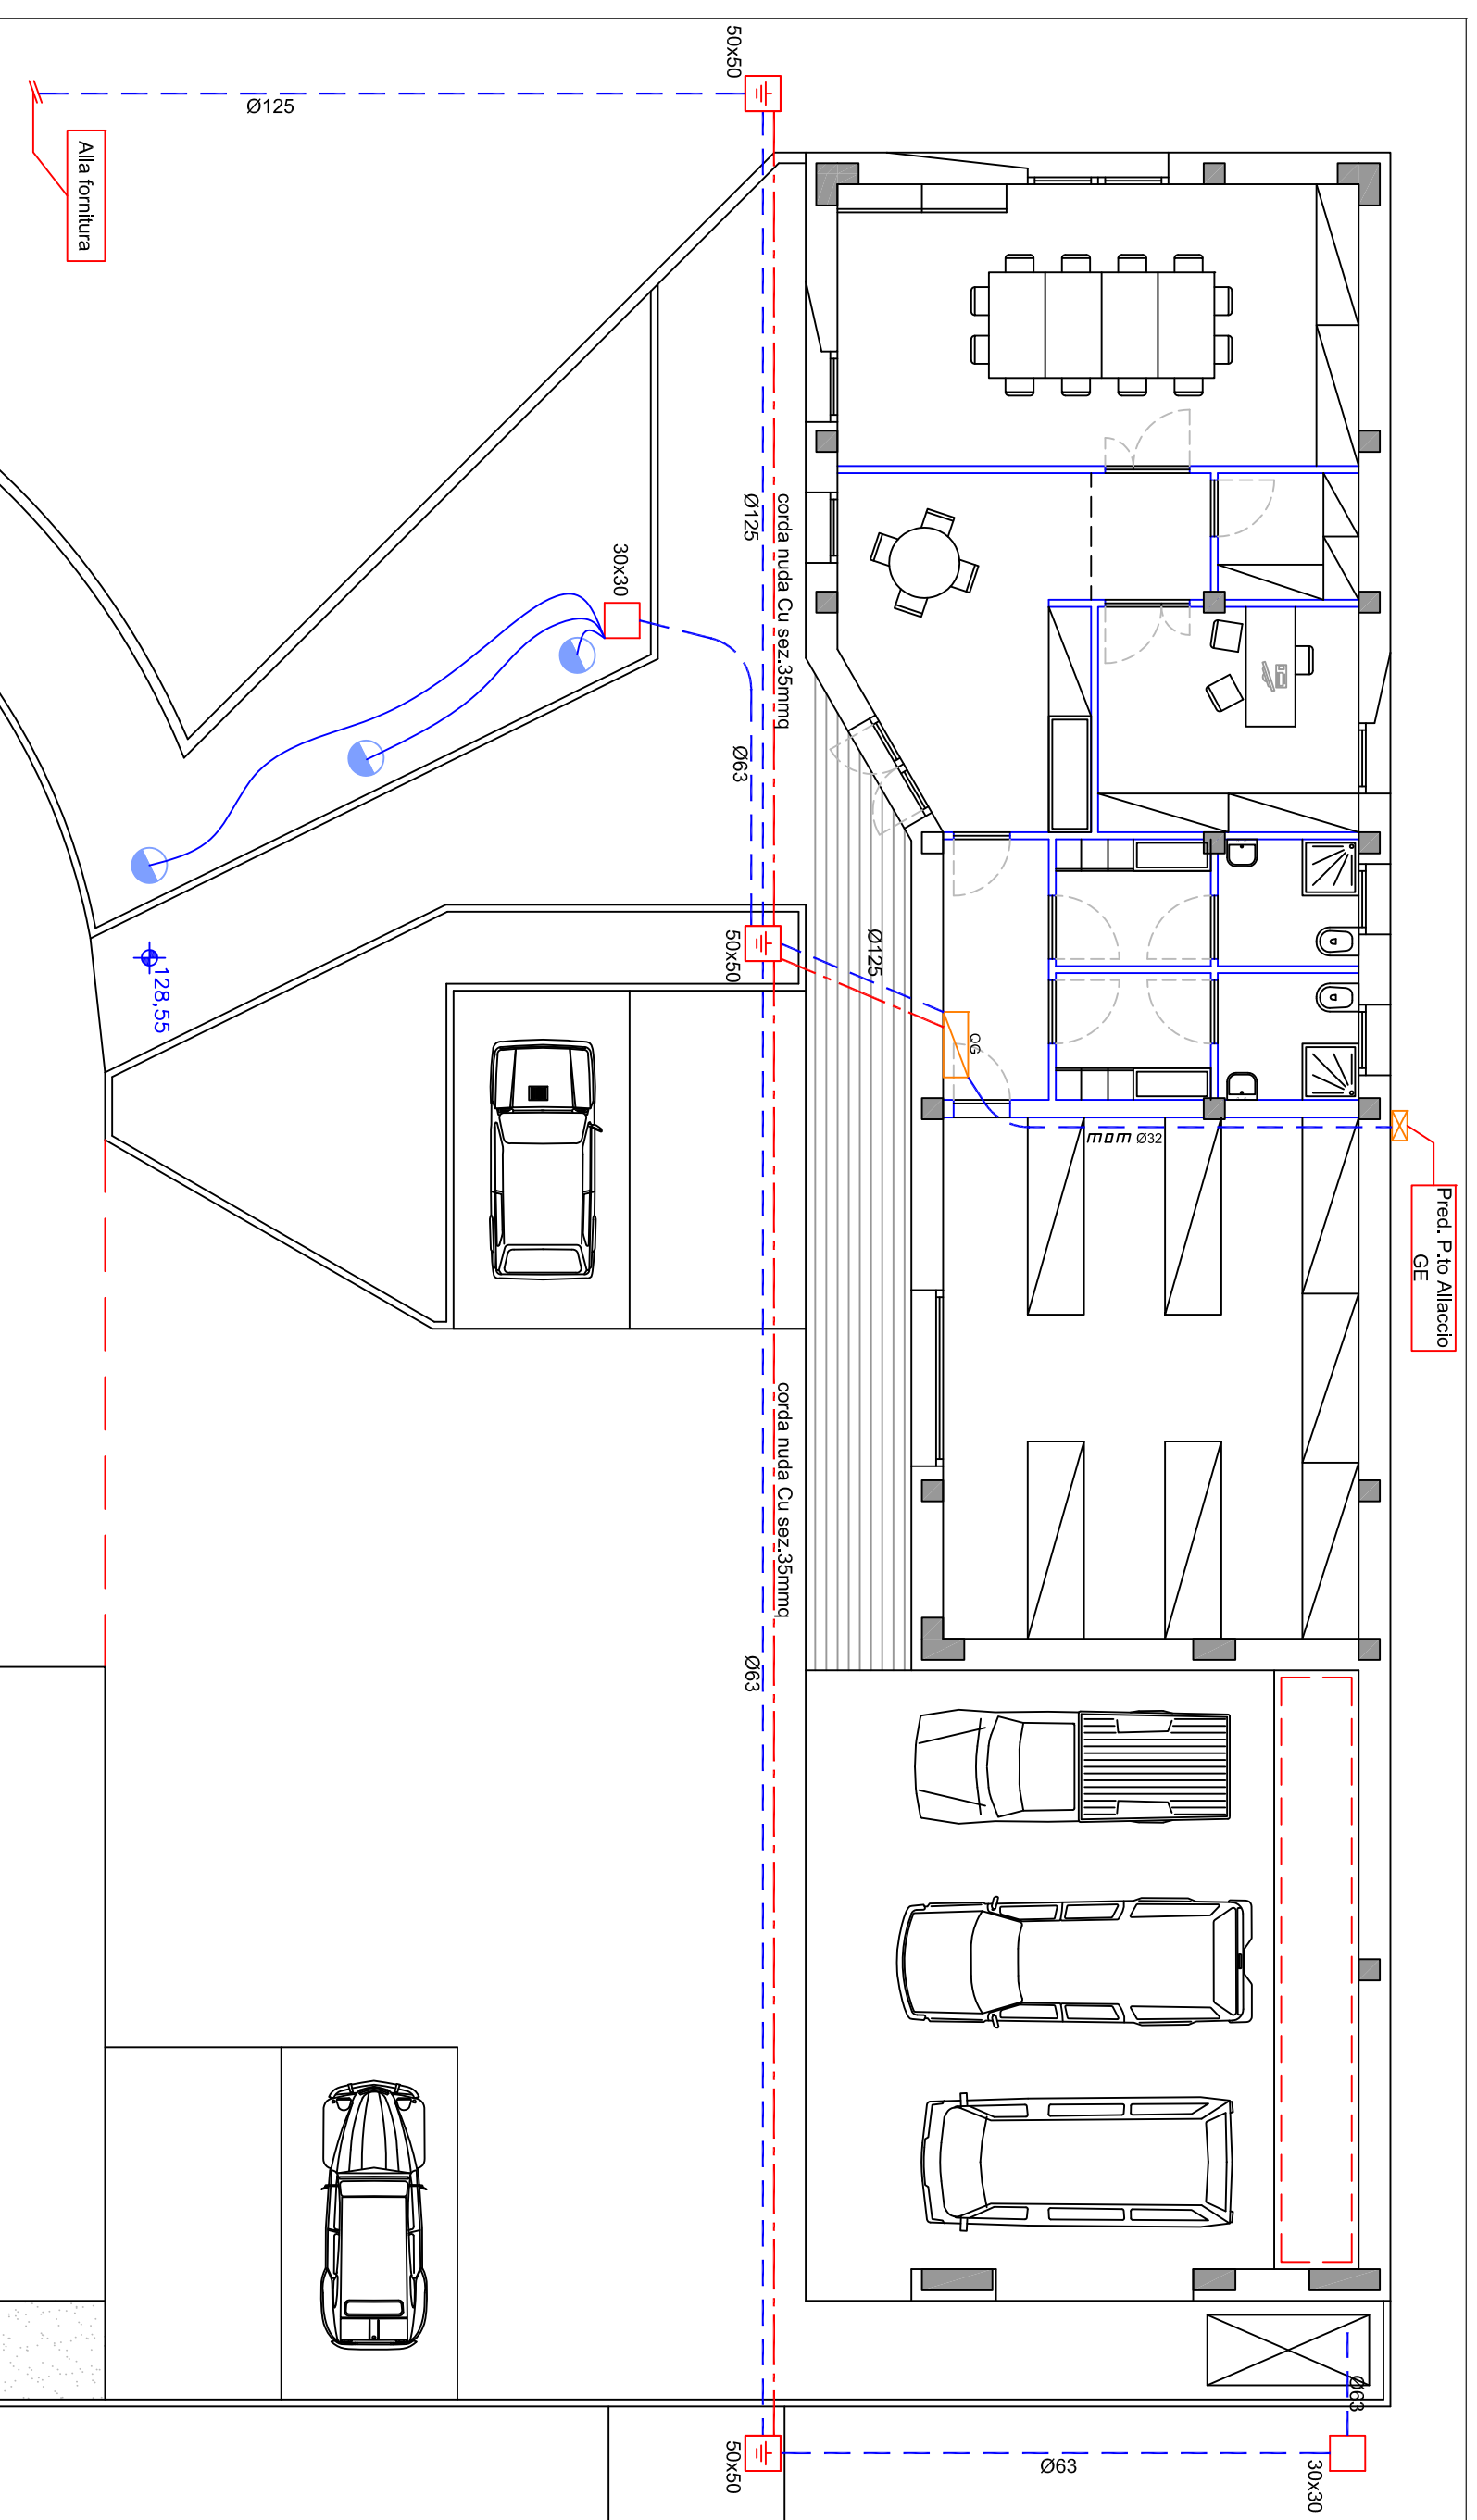 50x50
Ø125
Alla fornitura
corda nuda Cu sez.35mmq
Ø125
30x30
Ø63
50x50
Ø125
128,55
QG
mom Ø32
Pred. P.to Allaccio
GE
corda nuda Cu sez.35mmq
Ø63
Ø63
50x50
Ø63
30x30